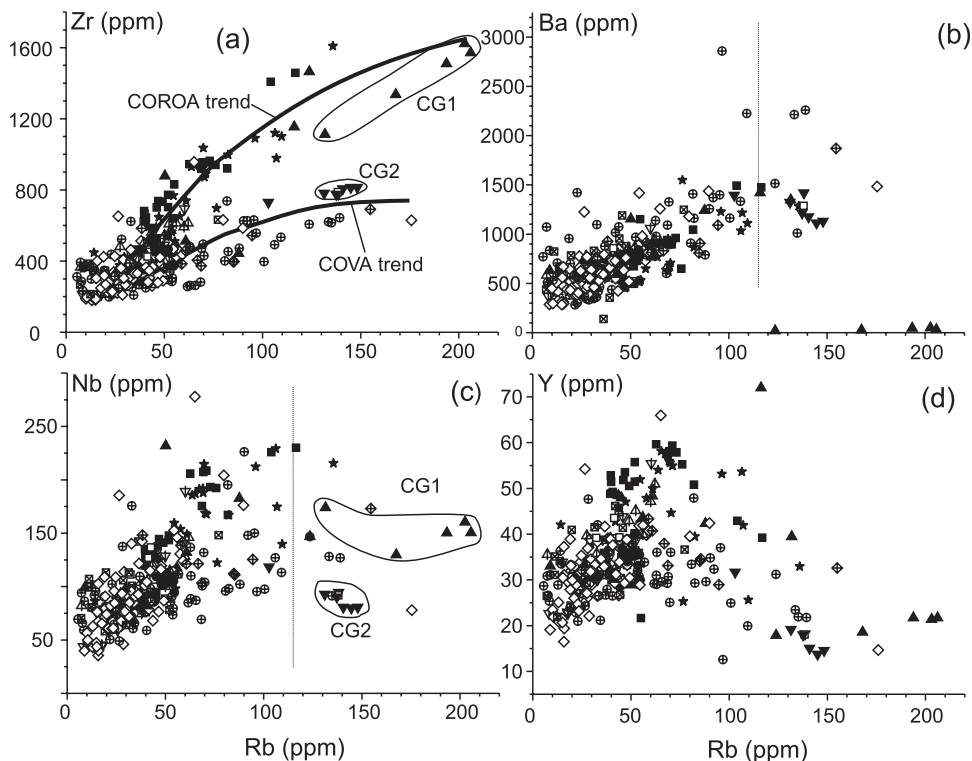 Zr (ppm)
(a)
1600
1200
800
400
0
COROA trend
CG1
CG2
COVA trend
0 50 100 150 200
Ba (ppm)
(b)
3000
2500
2000
1500
1000
500
0
0 50 100 150 200
Nb (ppm)
(c)
250
150
50
CG1
CG2
0 50 100 150 200
Rb (ppm)
Y (ppm)
(d)
70
60
50
40
30
20
10
0 50 100 150 200
Rb (ppm)